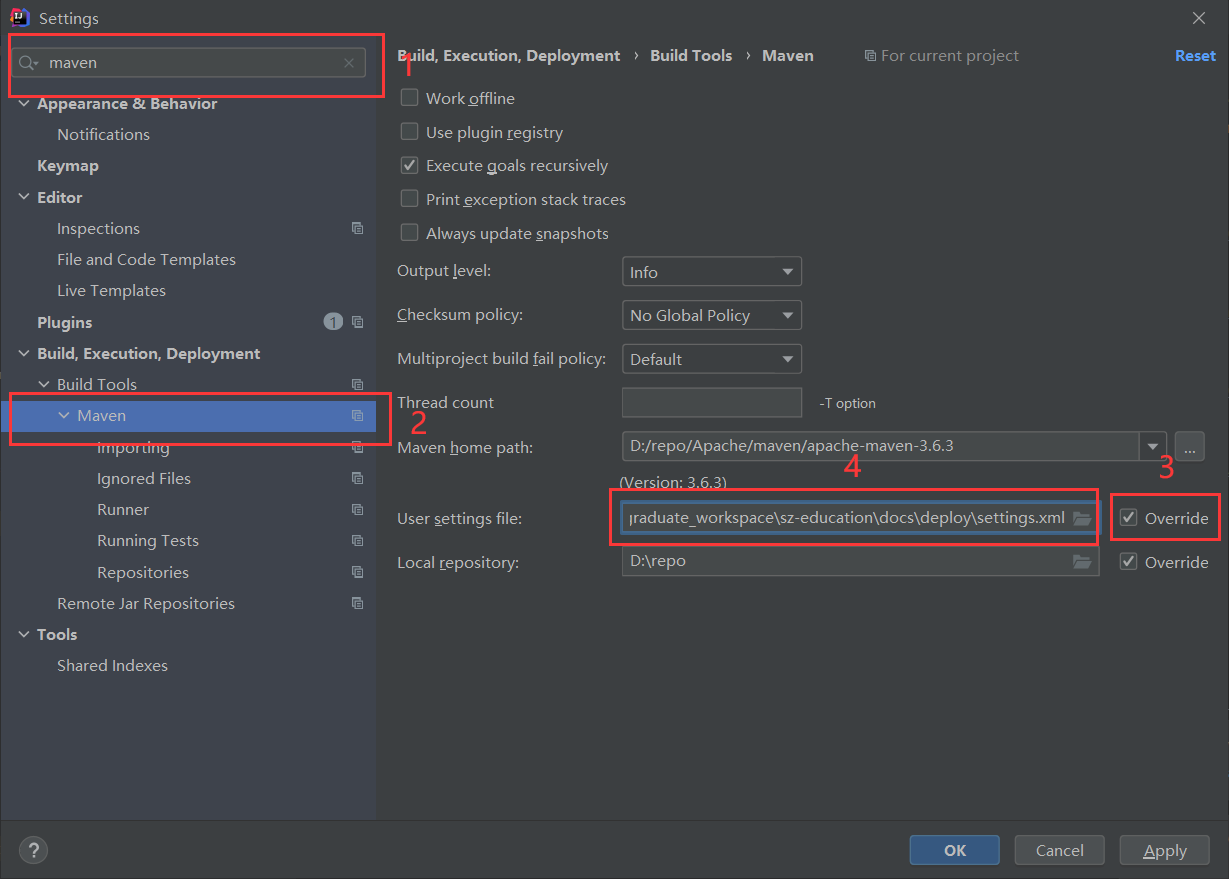 Settings
maven
1
Build, Execution, Deployment › Build Tools › Maven For current project Reset
Appearance & Behavior
Notifications
Keymap
Editor
Inspections
File and Code Templates
Live Templates
Plugins 1
Build, Execution, Deployment
Build Tools
Maven
2
Importing
Ignored Files
Runner
Running Tests
Repositories
Remote Jar Repositories
Tools
Shared Indexes
Work offline
Use plugin registry
Execute goals recursively
Print exception stack traces
Always update snapshots
Output level: Info
Checksum policy: No Global Policy
Multiproject build fail policy: Default
Thread count -T option
Maven home path: D:/repo/Apache/maven/apache-maven-3.6.3 ...
4 3
(Version: 3.6.3)
User settings file: graduate_workspace\sz-education\docs\deploy\settings.xml Override
Local repository: D:\repo Override
? OK Cancel Apply